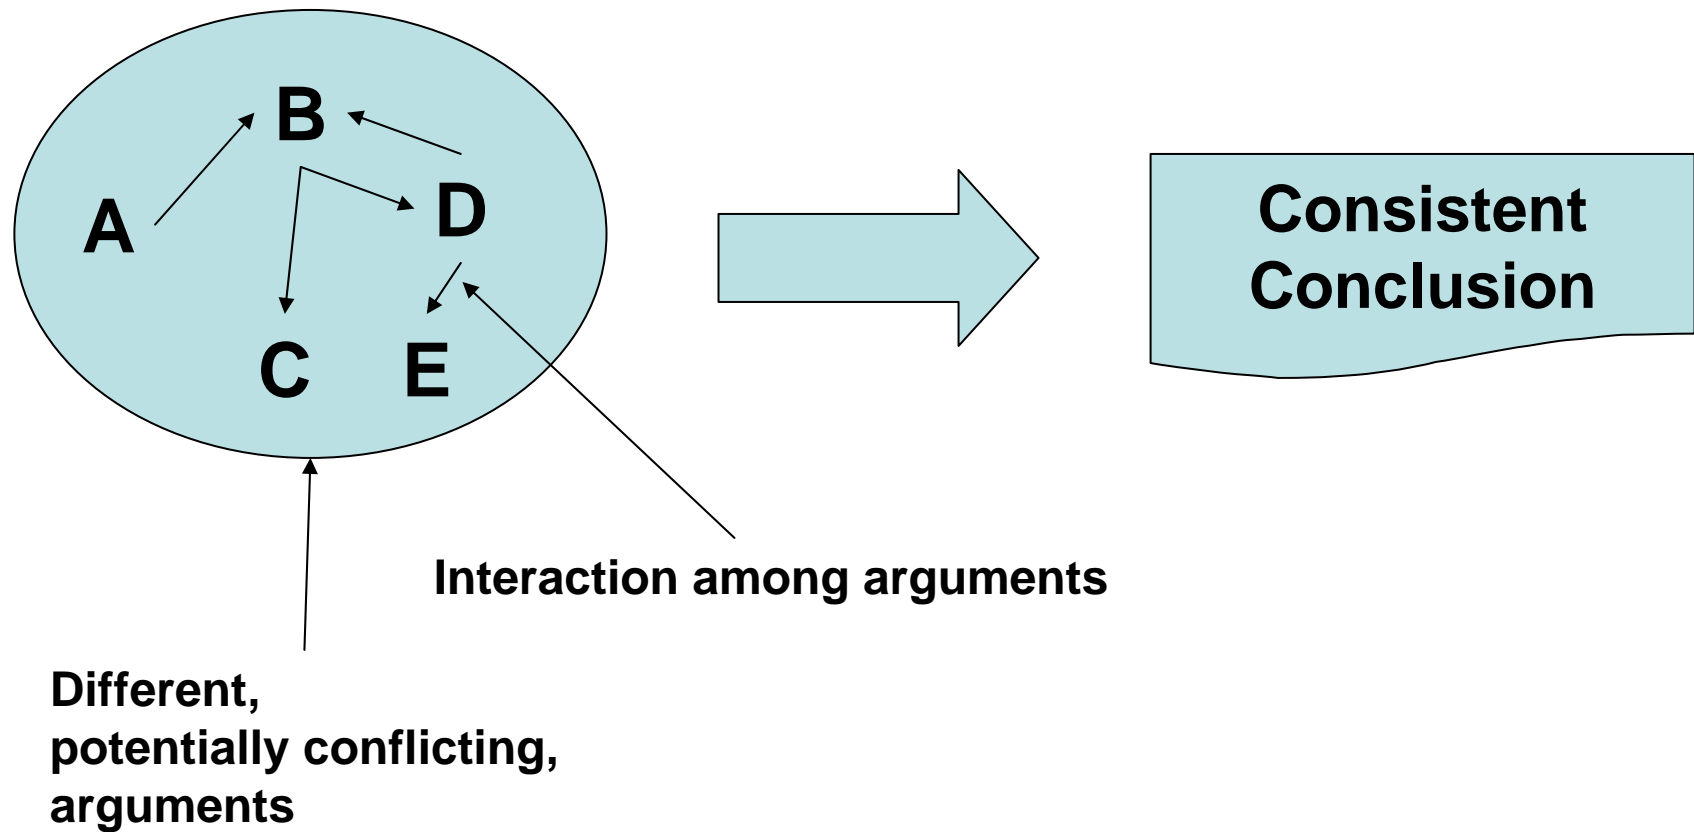 B
A
D
C
E
Consistent
Conclusion
Interaction among arguments
Different,
potentially conflicting,
arguments